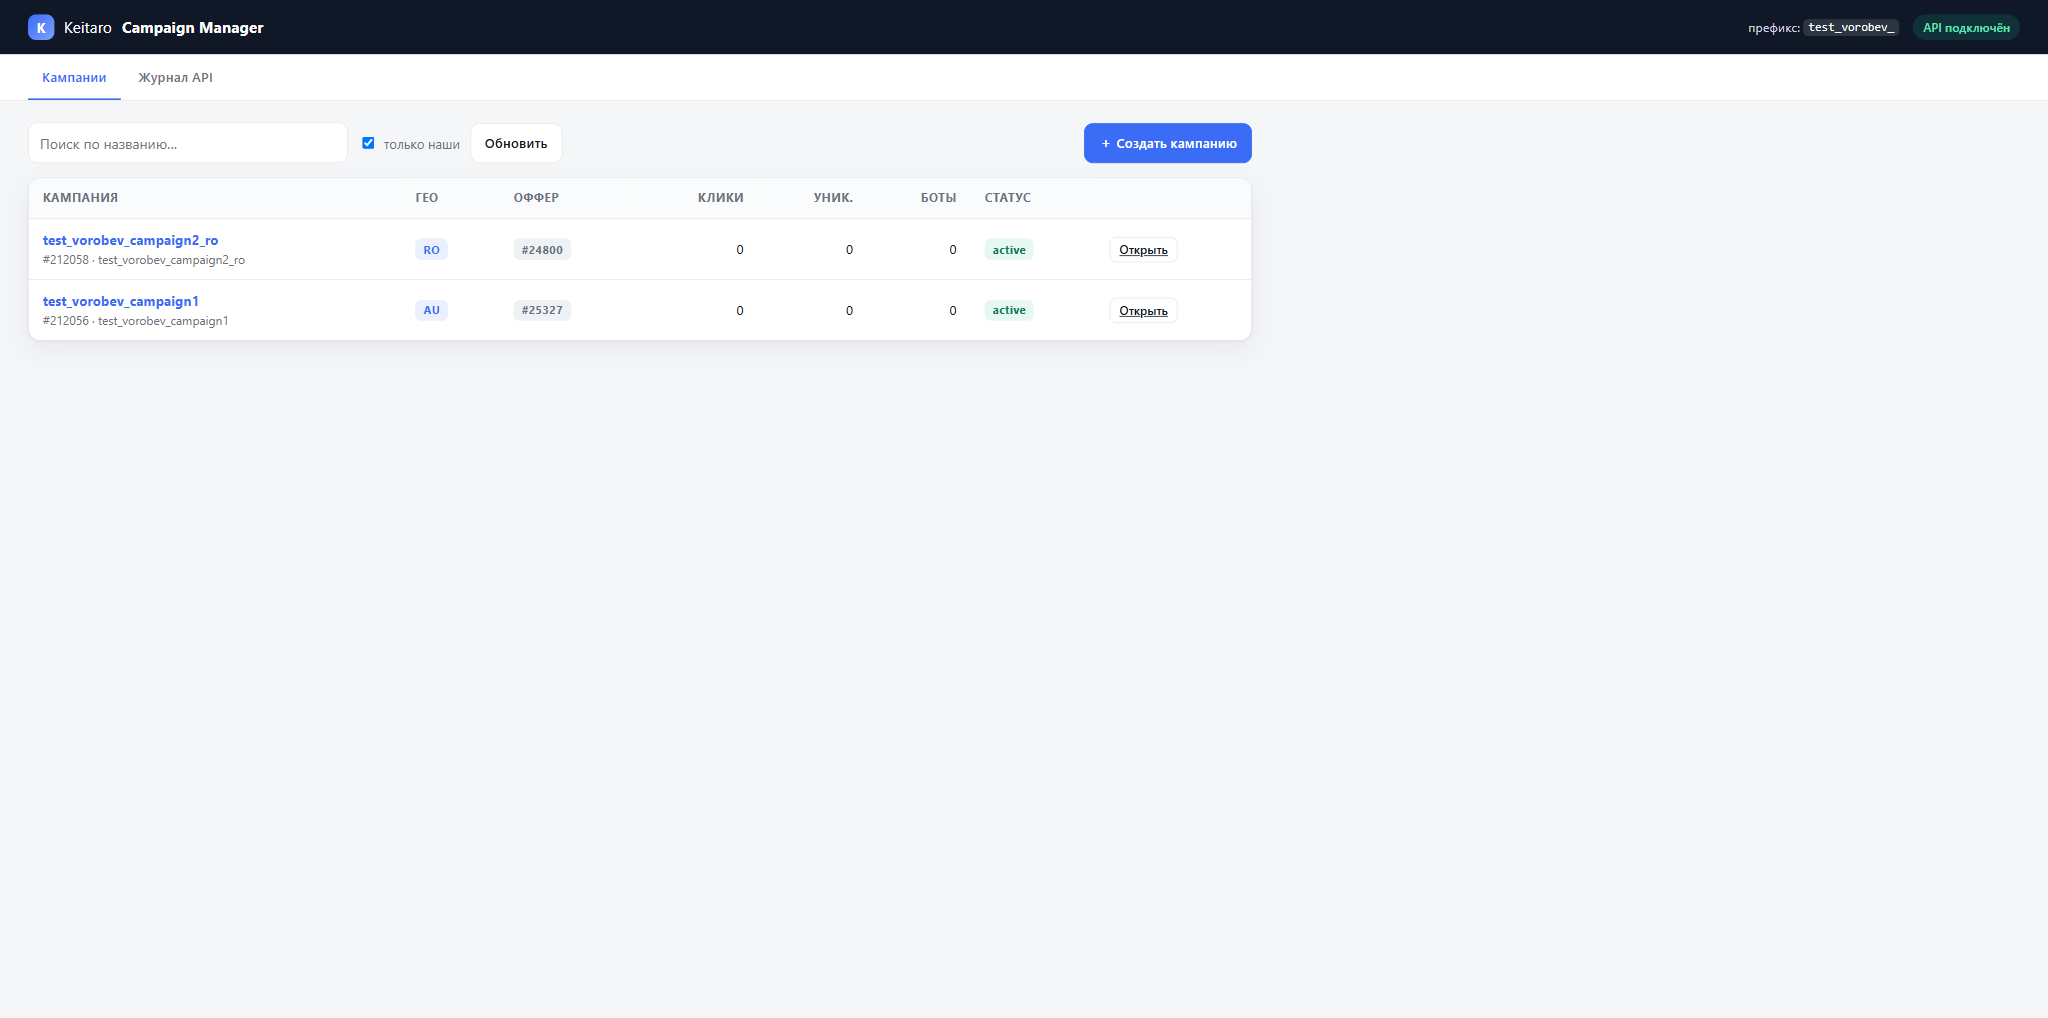 K Keitaro Campaign Manager префикс: test_vorobev_ API подключён
Кампании Журнал API
Поиск по названию... только наши Обновить + Создать кампанию
КАМПАНИЯ ГЕО ОФФЕР КЛИКИ УНИК. БОТЫ СТАТУС
test_vorobev_campaign2_ro RO #24800 0 0 0 active Открыть
#212058 · test_vorobev_campaign2_ro
test_vorobev_campaign1 AU #25327 0 0 0 active Открыть
#212056 · test_vorobev_campaign1